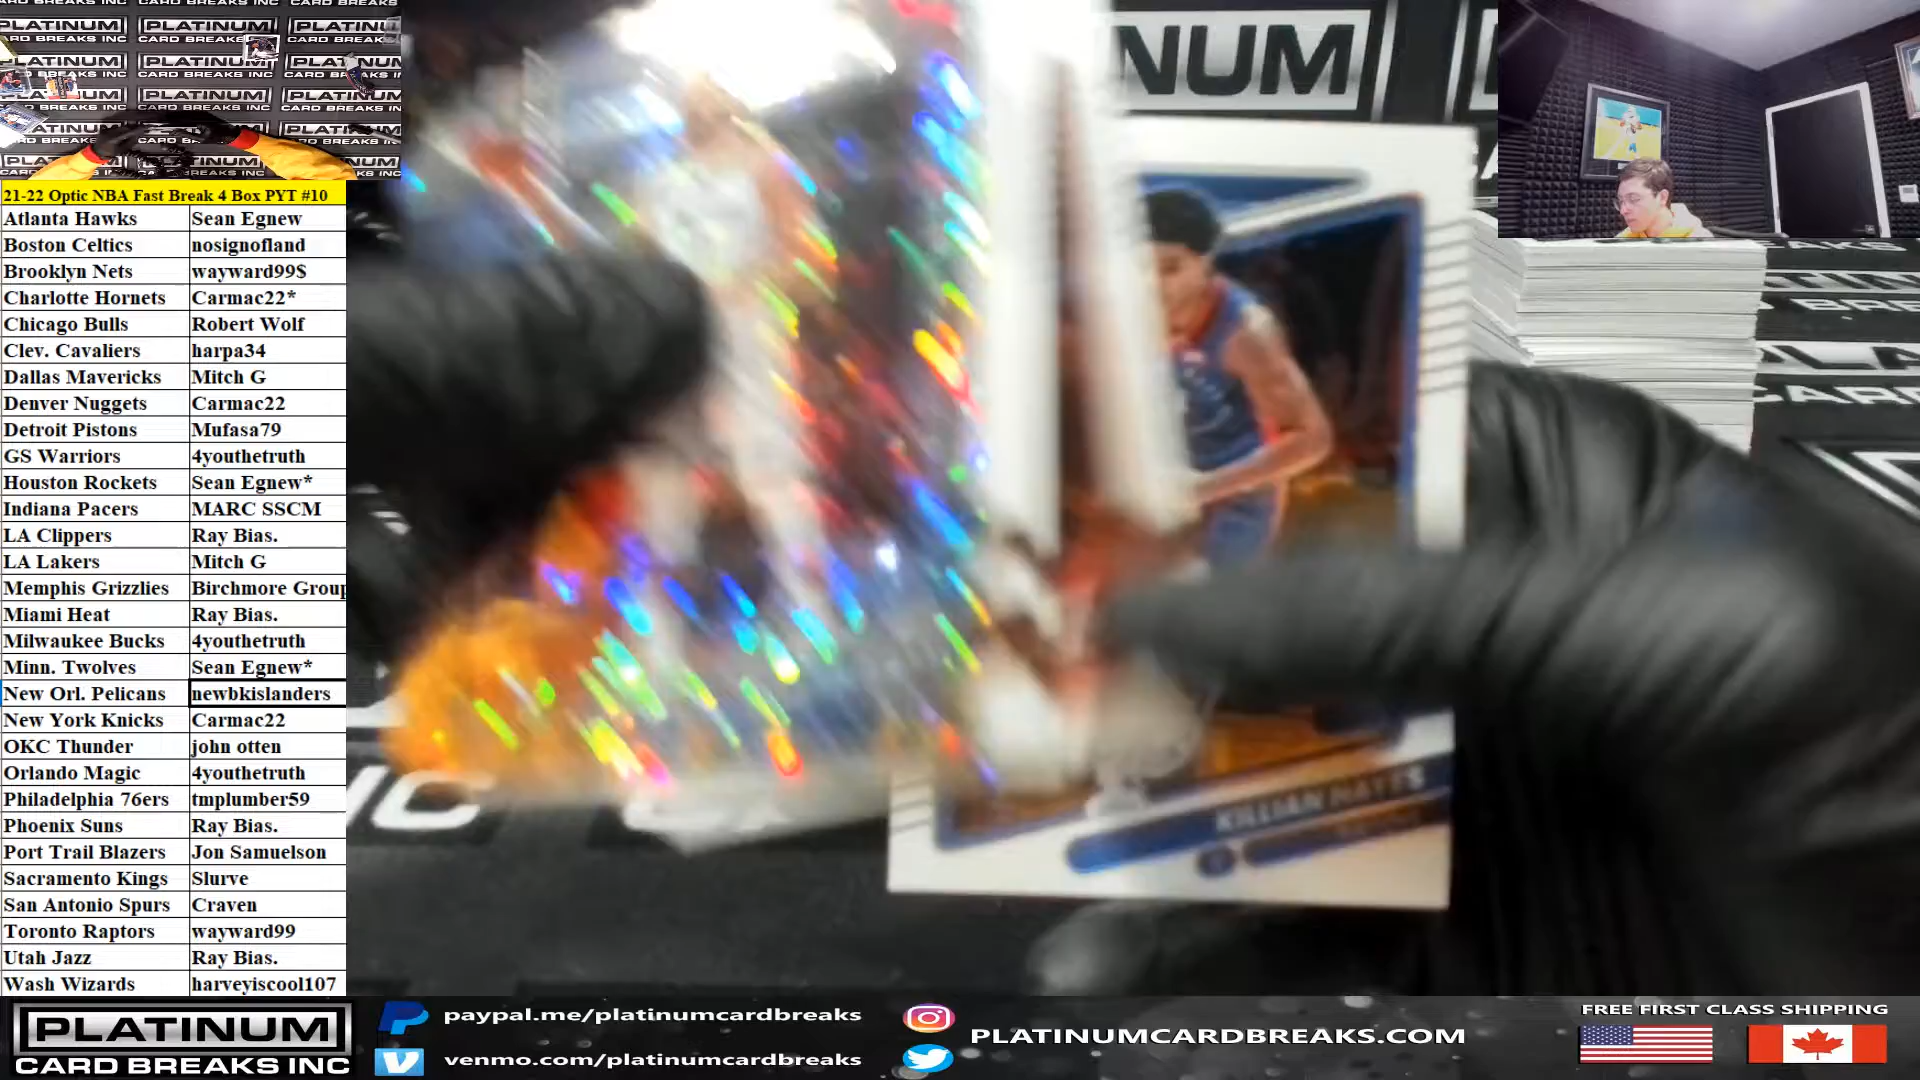 PLATINUM
CARD BREAKS INC
NUM
21-22 Optic NBA Fast Break 4 Box PYT #10
Atlanta Hawks Sean Egnew
Boston Celtics nosignofland
Brooklyn Nets wayward99$
Charlotte Hornets Carmac22*
Chicago Bulls Robert Wolf
Clev. Cavaliers harpa34
Dallas Mavericks Mitch G
Denver Nuggets Carmac22
Detroit Pistons Mufasa79
GS Warriors 4youthetruth
Houston Rockets Sean Egnew*
Indiana Pacers MARC SSCM
LA Clippers Ray Bias.
LA Lakers Mitch G
Memphis Grizzlies Birchmore Group
Miami Heat Ray Bias.
Milwaukee Bucks 4youthetruth
Minn. Twolves Sean Egnew*
New Orl. Pelicans newbkislanders
New York Knicks Carmac22
OKC Thunder john otten
Orlando Magic 4youthetruth
Philadelphia 76ers tmplumber59
Phoenix Suns Ray Bias.
Port Trail Blazers Jon Samuelson
Sacramento Kings Slurve
San Antonio Spurs Craven
Toronto Raptors wayward99
Utah Jazz Ray Bias.
Wash Wizards harveyiscool107
KILLIAN HAYES
PLATINUM
CARD BREAKS INC
paypal.me/platinumcardbreaks
venmo.com/platinumcardbreaks
PLATINUMCARDBREAKS.COM
FREE FIRST CLASS SHIPPING